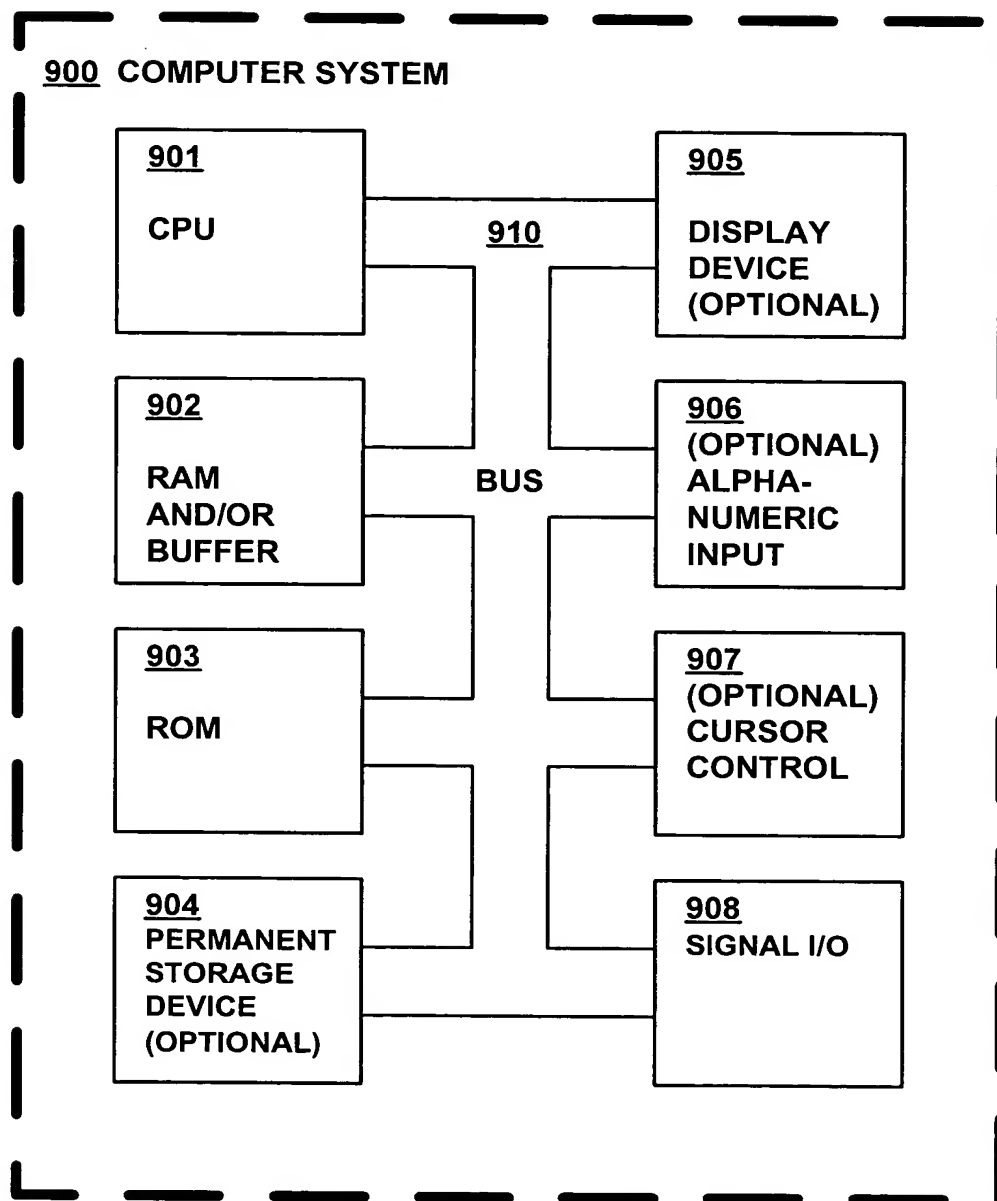 900 COMPUTER SYSTEM
901
CPU
905
DISPLAY
DEVICE
(OPTIONAL)
910
902
RAM
AND/OR
BUFFER
BUS
906
(OPTIONAL)
ALPHA-
NUMERIC
INPUT
903
ROM
907
(OPTIONAL)
CURSOR
CONTROL
904
PERMANENT
STORAGE
DEVICE
(OPTIONAL)
908
SIGNAL I/O